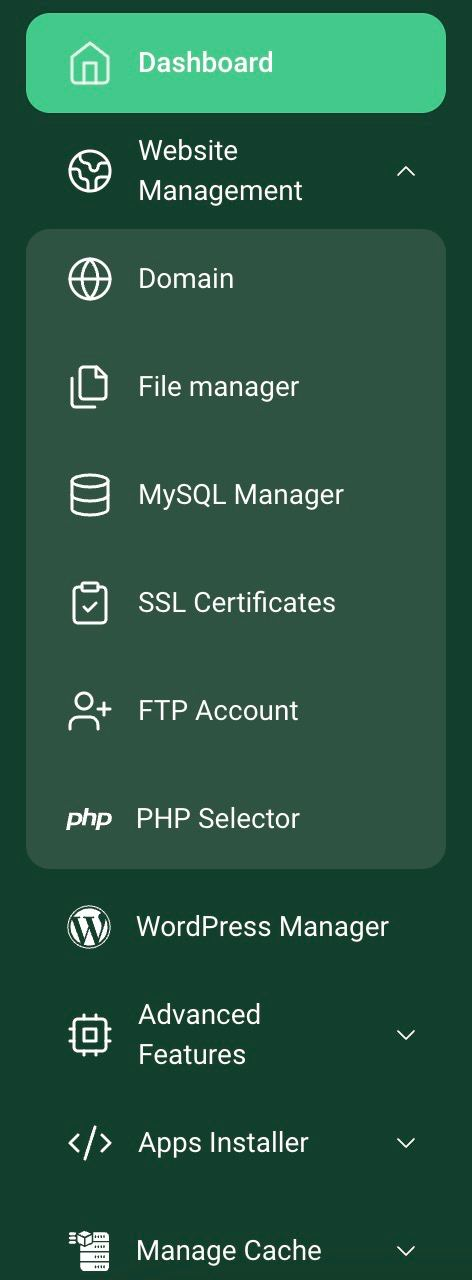 Dashboard
Website
Management
Domain
File manager
MySQL Manager
SSL Certificates
FTP Account
php PHP Selector
WordPress Manager
Advanced
Features
Apps Installer
Manage Cache